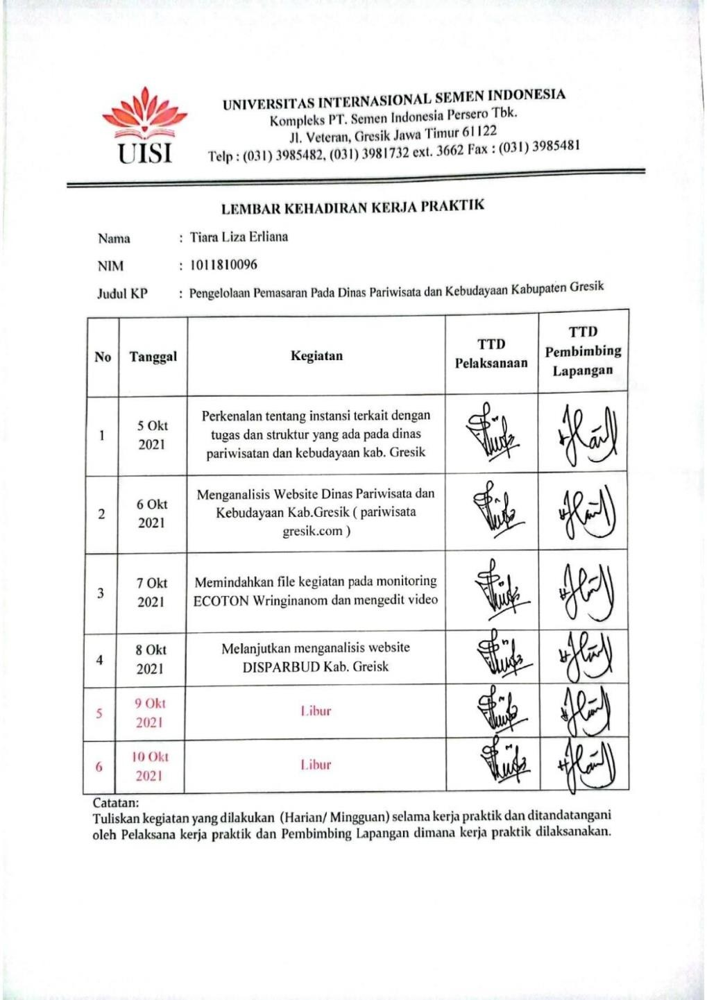 UISI
UNIVERSITAS INTERNASIONAL SEMEN INDONESIA
Kompleks PT. Semen Indonesia Persero Tbk.
Jl. Veteran, Gresik Jawa Timur 61122
Telp : (031) 3985482, (031) 3981732 ext. 3662 Fax : (031) 3985481
LEMBAR KEHADIRAN KERJA PRAKTIK
Nama : Tiara Liza Erliana
NIM : 1011810096
Judul KP : Pengelolaan Pemasaran Pada Dinas Pariwisata dan Kebudayaan Kabupaten Gresik
No
Tanggal
Kegiatan
TTD
Pelaksanaan
TTD
Pembimbing
Lapangan
1
5 Okt
2021
Perkenalan tentang instansi terkait dengan
tugas dan struktur yang ada pada dinas
pariwisatan dan kebudayaan kab. Gresik
2
6 Okt
2021
Menganalisis Website Dinas Pariwisata dan
Kebudayaan Kab.Gresik ( pariwisata
gresik.com )
3
7 Okt
2021
Memindahkan file kegiatan pada monitoring
ECOTON Wringinanom dan mengedit video
4
8 Okt
2021
Melanjutkan menganalisis website
DISPARBUD Kab. Greisk
5
9 Okt
2021
Libur
6
10 Okt
2021
Libur
Catatan:
Tuliskan kegiatan yang dilakukan (Harian/ Mingguan) selama kerja praktik dan ditandatangani
oleh Pelaksana kerja praktik dan Pembimbing Lapangan dimana kerja praktik dilaksanakan.